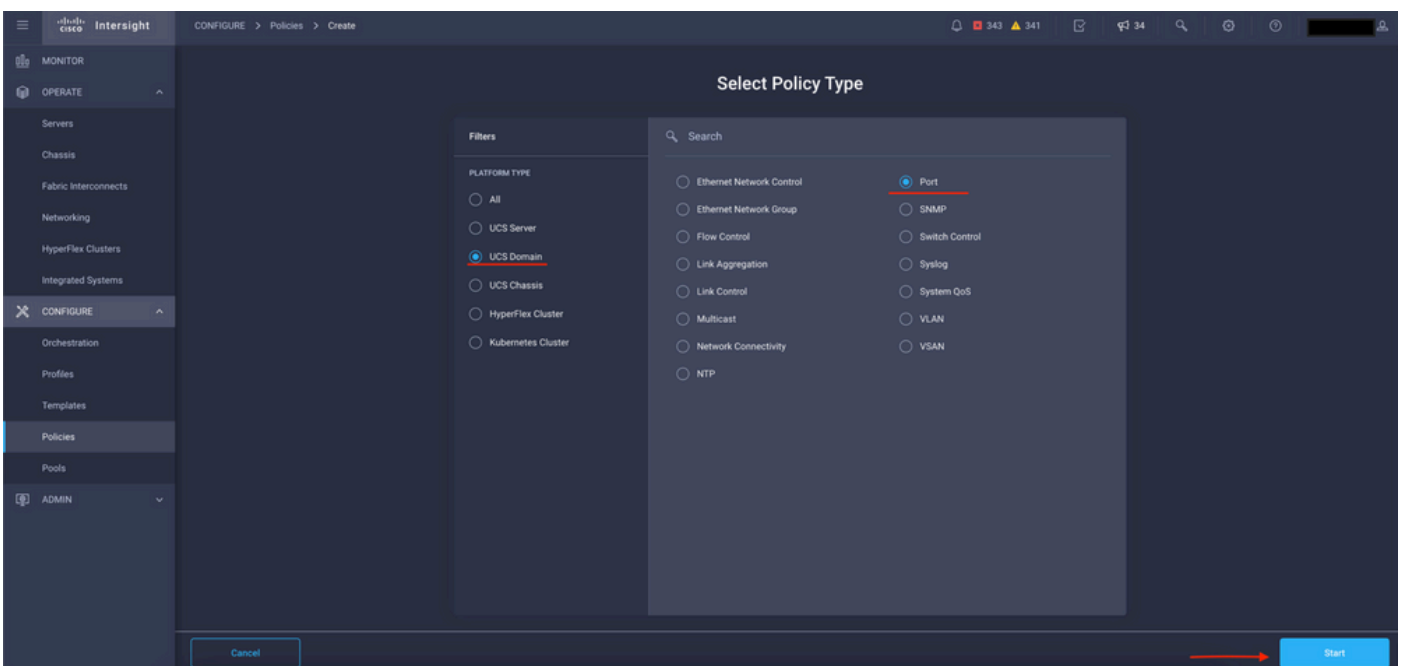 cisco Intersight
CONFIGURE > Policies > Create
343 341
34
MONITOR
OPERATE
Servers
Chassis
Fabric Interconnects
Networking
HyperFlex Clusters
Integrated Systems
CONFIGURE
Orchestration
Profiles
Templates
Policies
Pools
ADMIN
Select Policy Type
Filters
PLATFORM TYPE
All
UCS Server
UCS Domain
UCS Chassis
HyperFlex Cluster
Kubernetes Cluster
Search
Ethernet Network Control
Ethernet Network Group
Flow Control
Link Aggregation
Link Control
Multicast
Network Connectivity
NTP
Port
SNMP
Switch Control
Syslog
System QoS
VLAN
VSAN
Cancel
Start